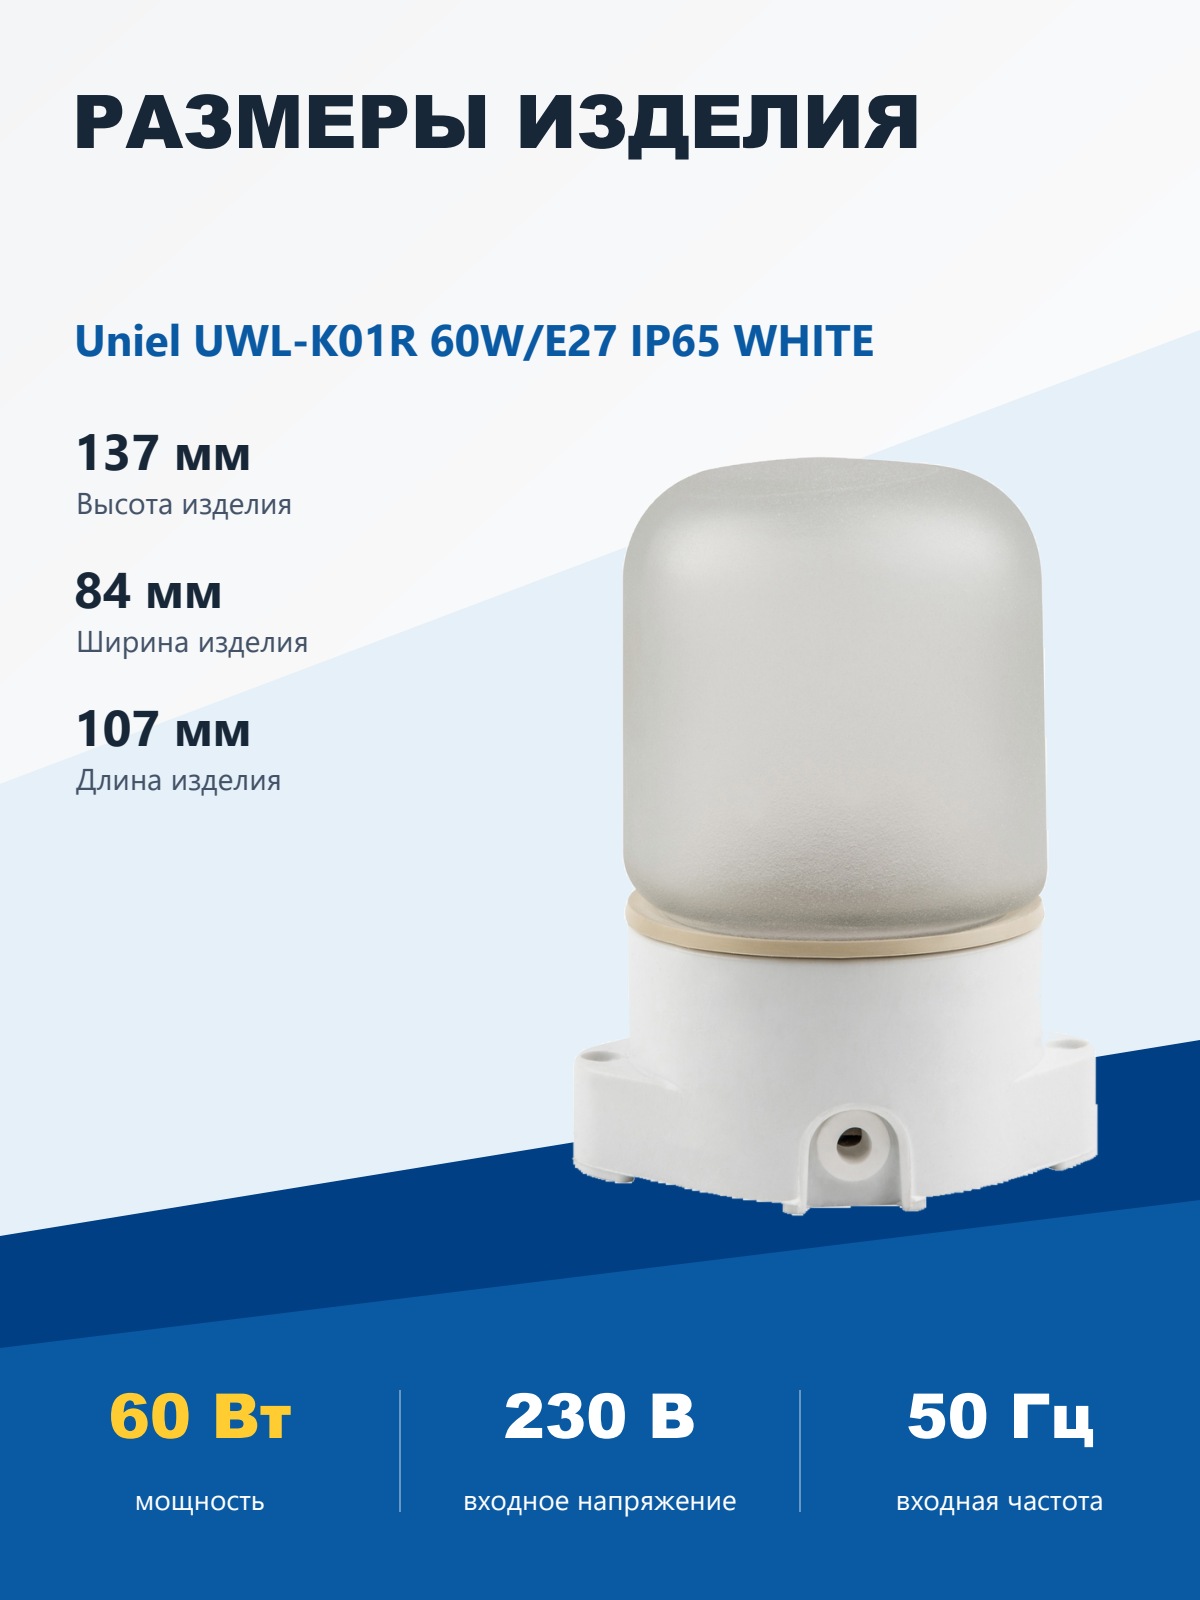 РАЗМЕРЫ ИЗДЕЛИЯ
Uniel UWL-K01R 60W/E27 IP65 WHITE
137 мм
Высота изделия
84 мм
Ширина изделия
107 мм
Длина изделия
60 Вт
мощность
230 В
входное напряжение
50 Гц
входная частота